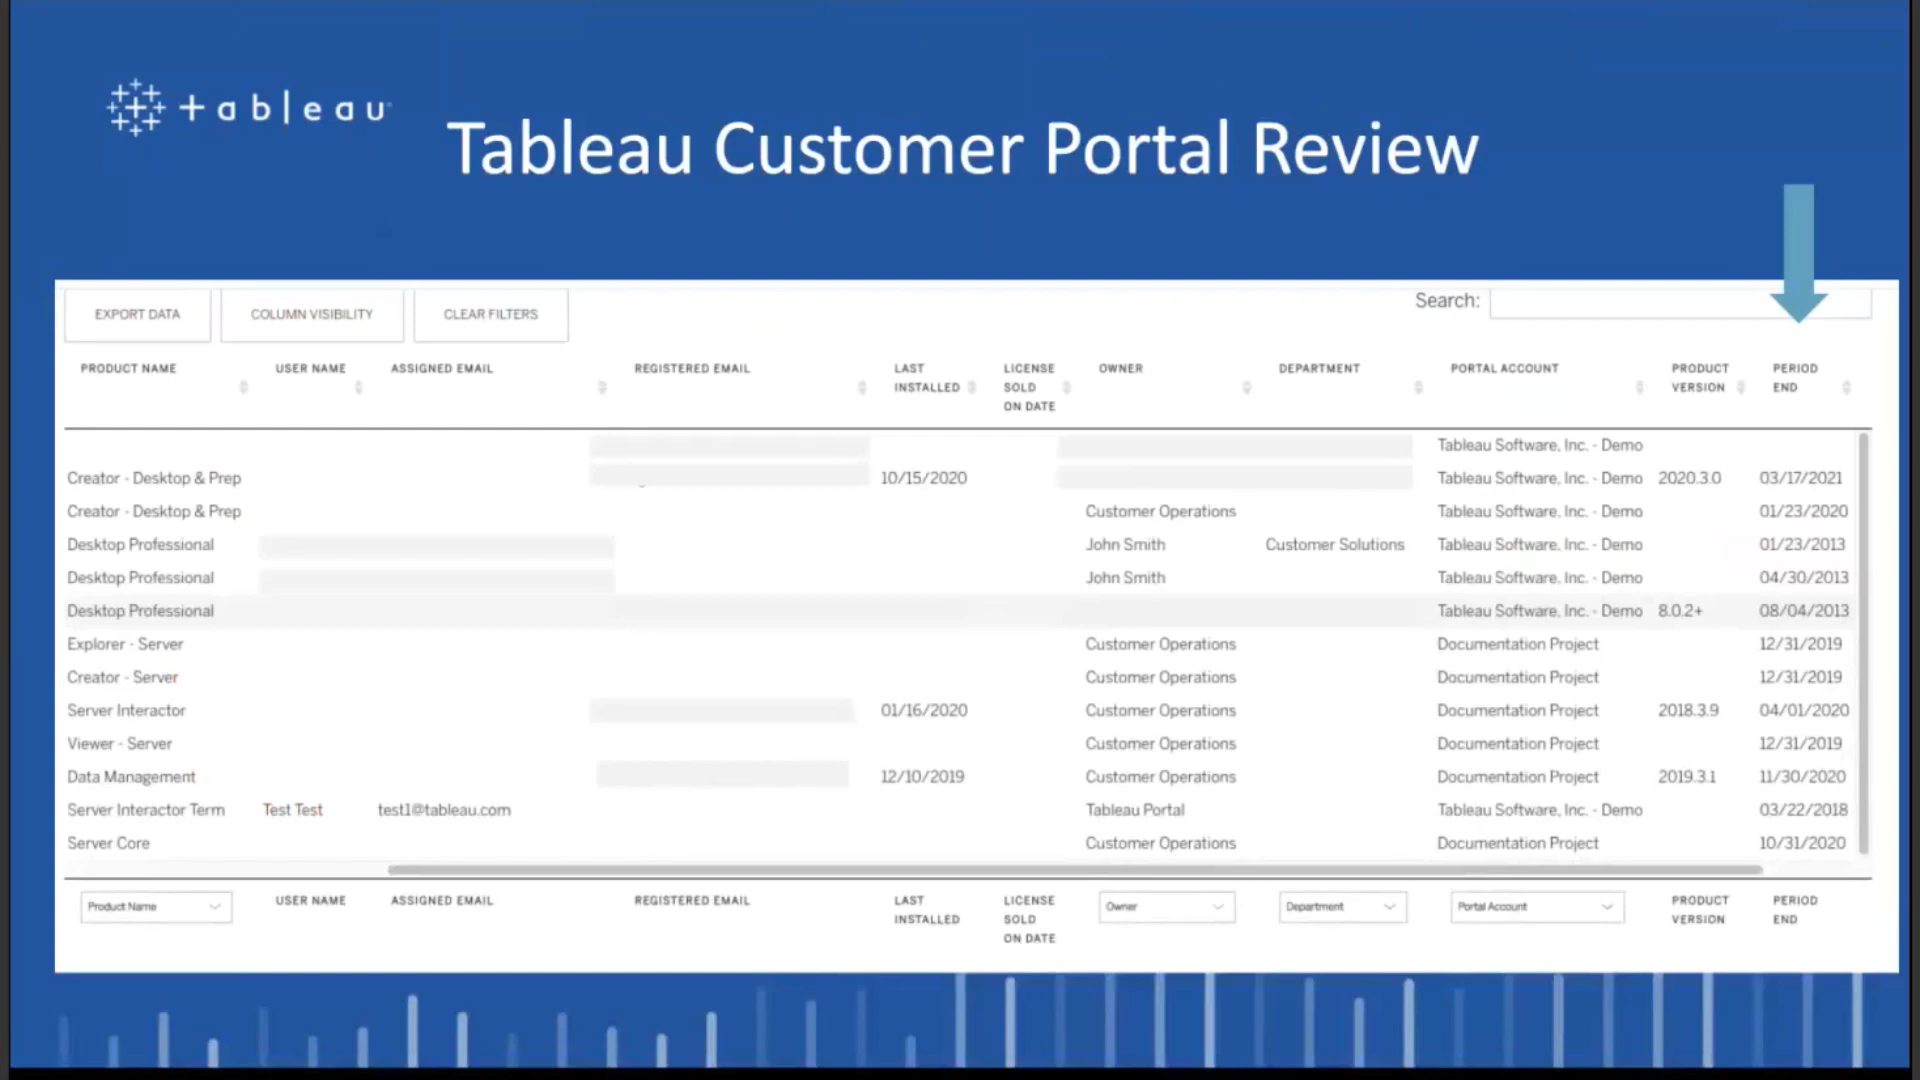 +ableau
Tableau Customer Portal Review
EXPORT DATA COLUMN VISIBILITY CLEAR FILTERS Search:
PRODUCT NAME USER NAME ASSIGNED EMAIL REGISTERED EMAIL LAST INSTALLED LICENSE SOLD ON DATE OWNER DEPARTMENT PORTAL ACCOUNT PRODUCT VERSION PERIOD END
Tableau Software, Inc. - Demo
Creator - Desktop & Prep 10/15/2020 Tableau Software, Inc. - Demo 2020.3.0 03/17/2021
Creator - Desktop & Prep Customer Operations Tableau Software, Inc. - Demo 01/23/2020
Desktop Professional John Smith Customer Solutions Tableau Software, Inc. - Demo 01/23/2013
Desktop Professional John Smith Tableau Software, Inc. - Demo 04/30/2013
Desktop Professional Tableau Software, Inc. - Demo 8.0.2+ 08/04/2013
Explorer - Server Customer Operations Documentation Project 12/31/2019
Creator - Server Customer Operations Documentation Project 12/31/2019
Server Interactor 01/16/2020 Customer Operations Documentation Project 2018.3.9 04/01/2020
Viewer - Server Customer Operations Documentation Project 12/31/2019
Data Management 12/10/2019 Customer Operations Documentation Project 2019.3.1 11/30/2020
Server Interactor Term Test Test test1@tableau.com Tableau Portal Tableau Software, Inc. - Demo 03/22/2018
Server Core Customer Operations Documentation Project 10/31/2020
Product Name USER NAME ASSIGNED EMAIL REGISTERED EMAIL LAST INSTALLED LICENSE SOLD ON DATE Owner Department Portal Account PRODUCT VERSION PERIOD END